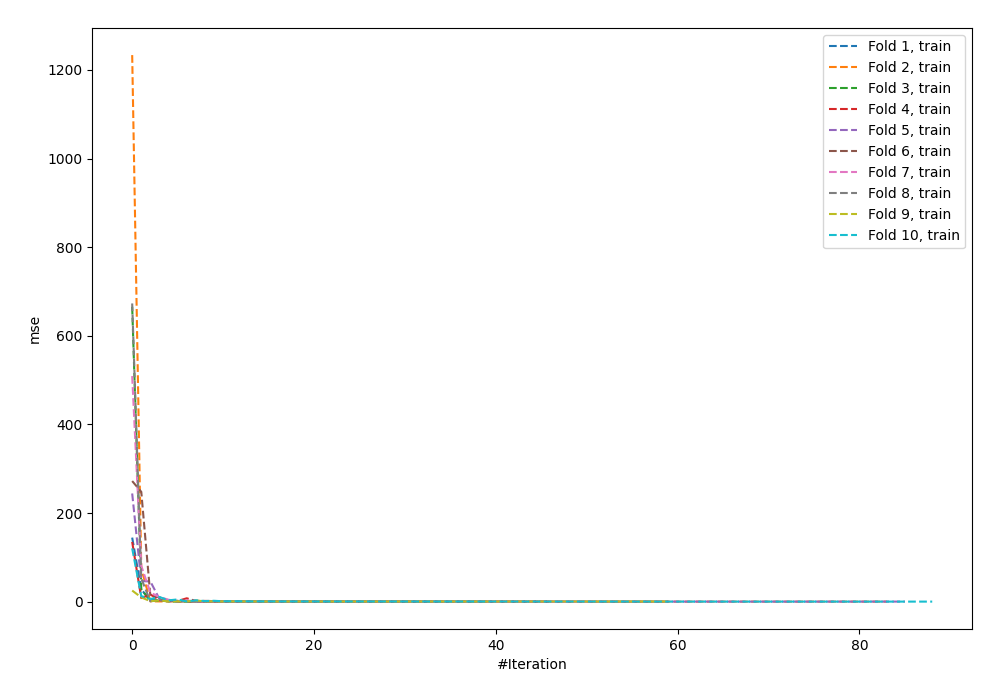 1200
1000
800
600
400
200
0
mse
0
20
40
60
80
#Iteration
Fold 1, train
Fold 2, train
Fold 3, train
Fold 4, train
Fold 5, train
Fold 6, train
Fold 7, train
Fold 8, train
Fold 9, train
Fold 10, train